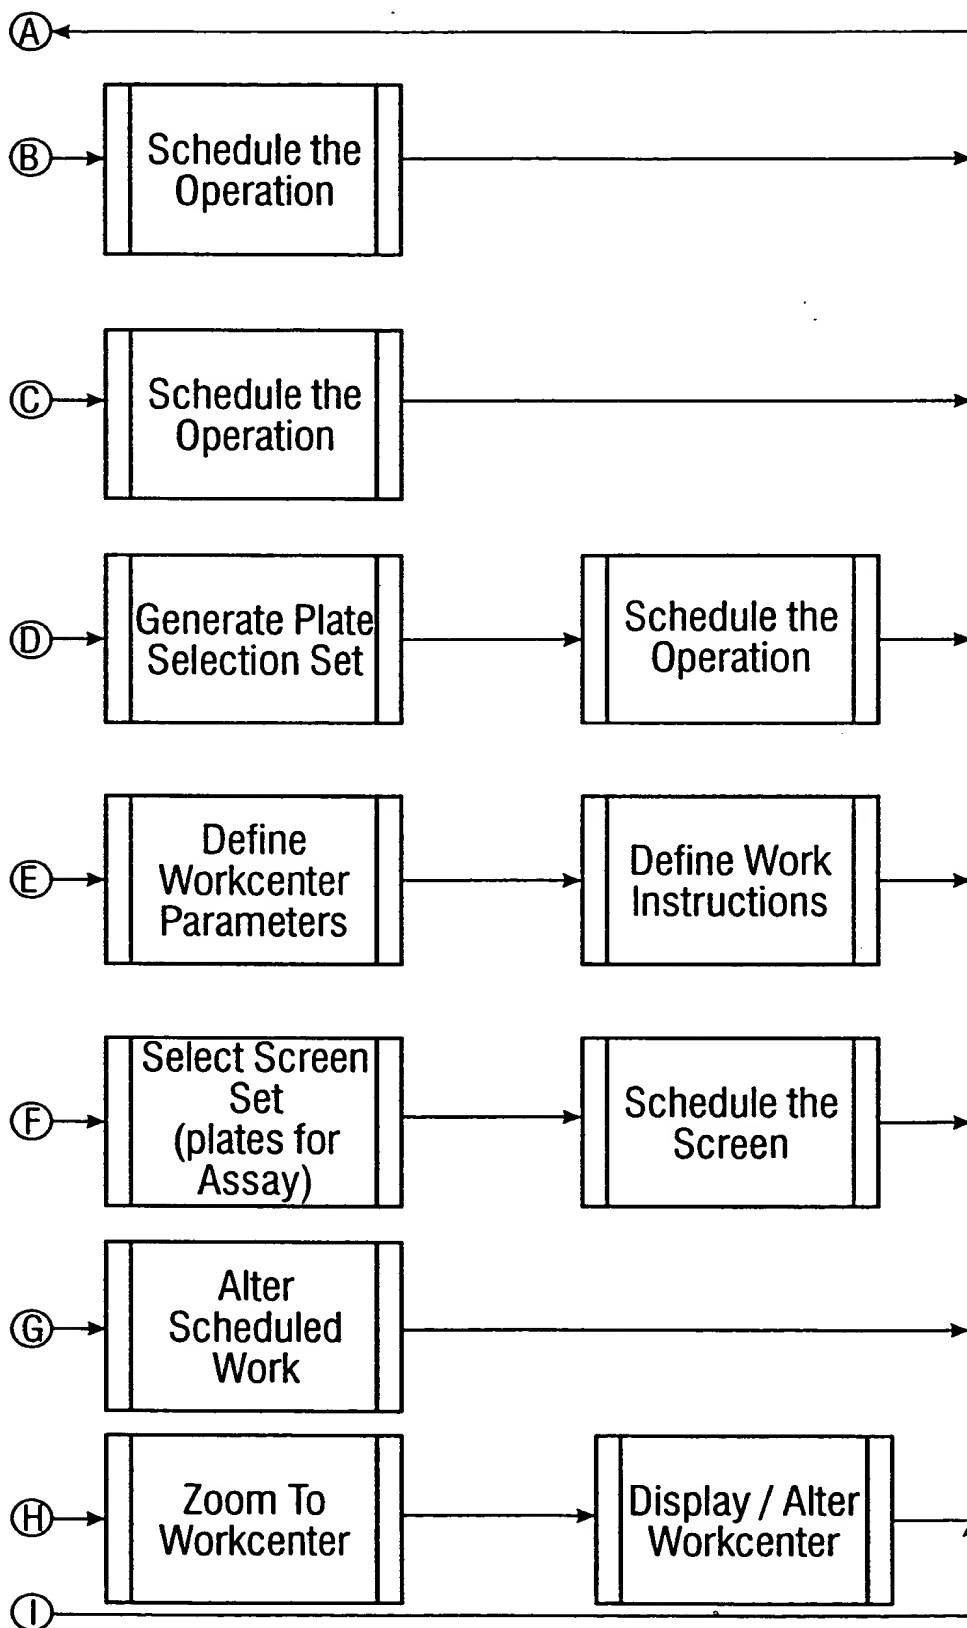 A
B
Schedule the
Operation
C
Schedule the
Operation
D
Generate Plate
Selection Set
Schedule the
Operation
E
Define
Workcenter
Parameters
Define Work
Instructions
F
Select Screen
Set
(plates for
Assay)
Schedule the
Screen
G
Alter
Scheduled
Work
H
Zoom To
Workcenter
Display / Alter
Workcenter
I